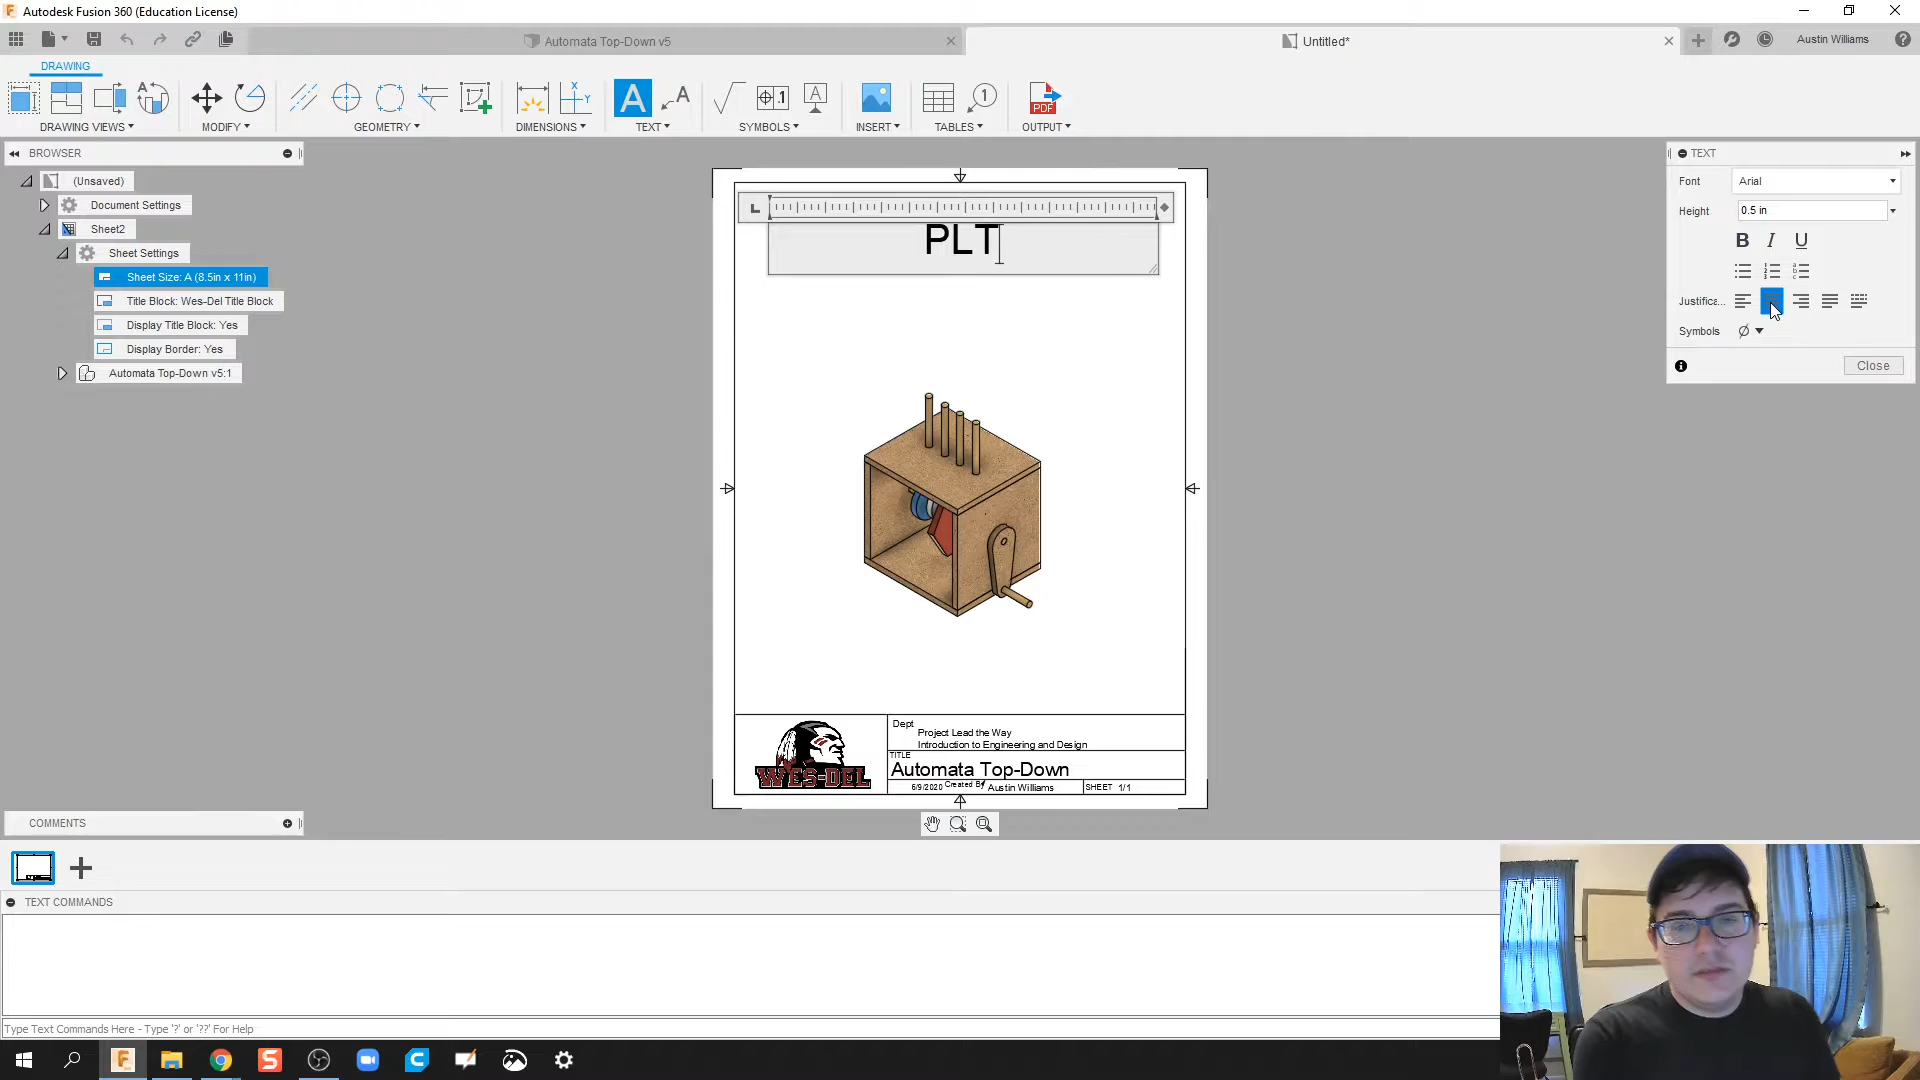 Autodesk Fusion 360 (Education License)
Automata Top-Down v5
Untitled*
Austin Williams
DRAWING
DRAWING VIEWS
MODIFY
GEOMETRY
DIMENSIONS
TEXT
SYMBOLS
INSERT
TABLES
OUTPUT
BROWSER
(Unsaved)
Document Settings
Sheet2
Sheet Settings
Sheet Size: A (8.5in x 11in)
Title Block: Wes-Del Title Block
Display Title Block: Yes
Display Border: Yes
Automata Top-Down v5:1
PLT
TEXT
Font
Arial
Height
0.5 in
B I U
Justifica...
Symbols
Ø
Close
WES-DEL
Dept
Project Lead the Way
Introduction to Engineering and Design
TITLE
Automata Top-Down
6/9/2020 Created By Austin Williams
SHEET 1/1
COMMENTS
TEXT COMMANDS
Type Text Commands Here - Type '?' or '??' For Help